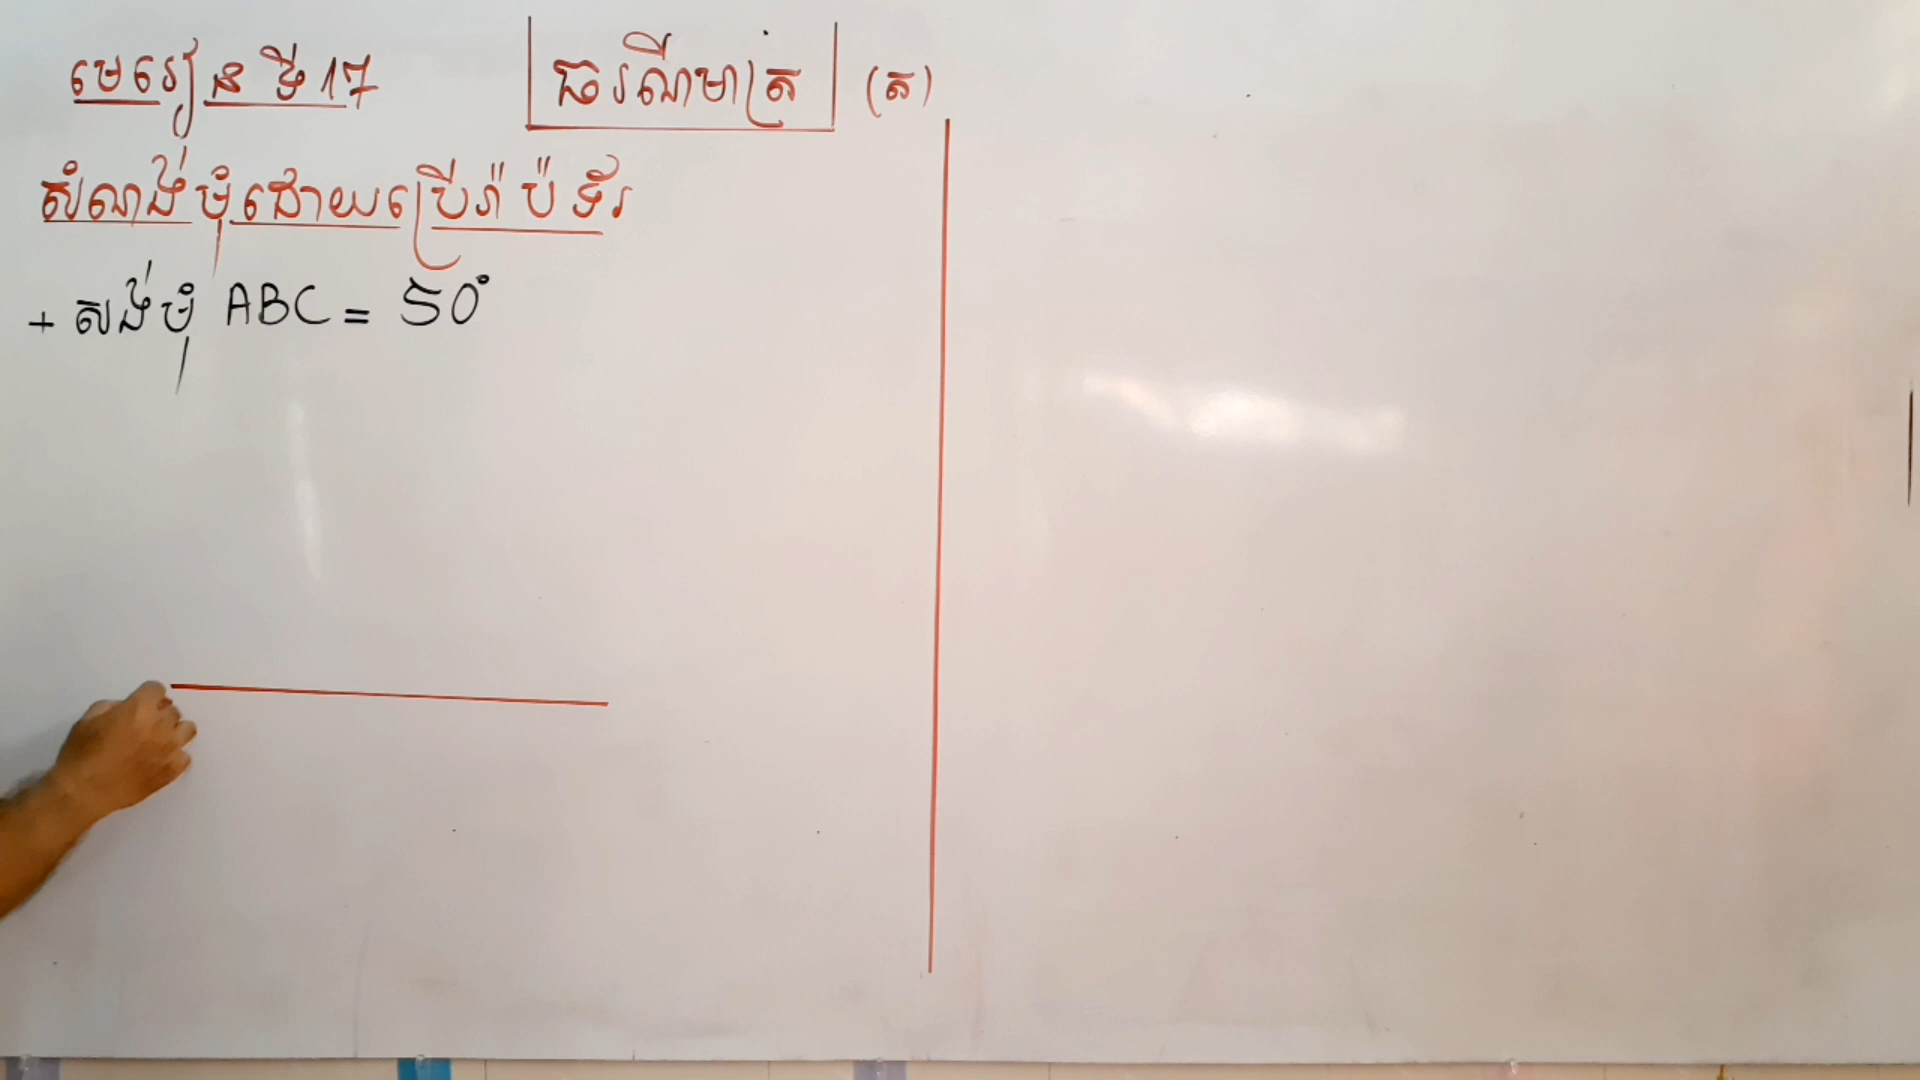 មេរៀនទី 17 ធរណីមាត្រ (ត)
សំណង់មុំដោយប្រើរ៉ាប៉ទ័រ
+ សង់មុំ ABC = 50°